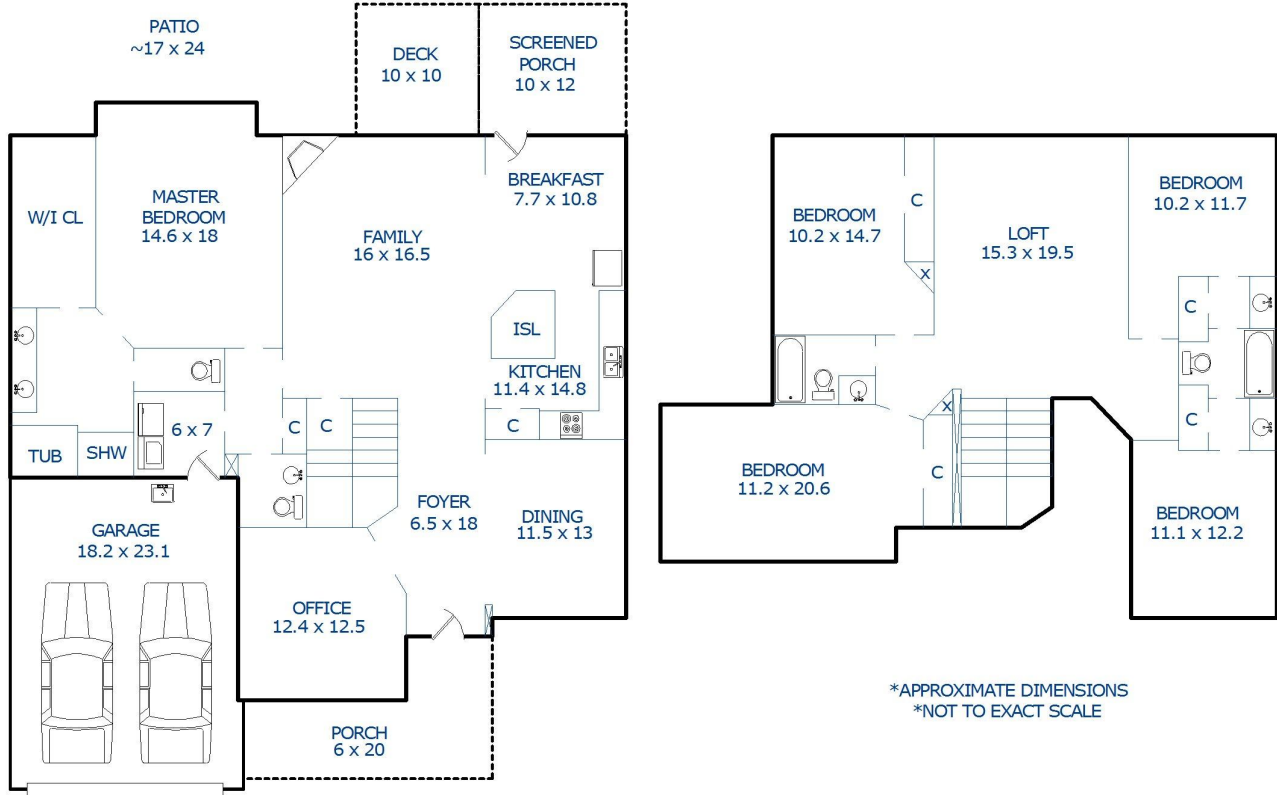 PATIO
~17 x 24
DECK
10 x 10
SCREENED
PORCH
10 x 12
W/I CL
MASTER
BEDROOM
14.6 x 18
FAMILY
16 x 16.5
BREAKFAST
7.7 x 10.8
ISL
KITCHEN
11.4 x 14.8
C
C
C
6 x 7
TUB
SHW
FOYER
6.5 x 18
DINING
11.5 x 13
GARAGE
18.2 x 23.1
OFFICE
12.4 x 12.5
PORCH
6 x 20
BEDROOM
10.2 x 14.7
C
X
LOFT
15.3 x 19.5
BEDROOM
10.2 x 11.7
C
C
X
BEDROOM
11.2 x 20.6
C
BEDROOM
11.1 x 12.2
*APPROXIMATE DIMENSIONS
*NOT TO EXACT SCALE